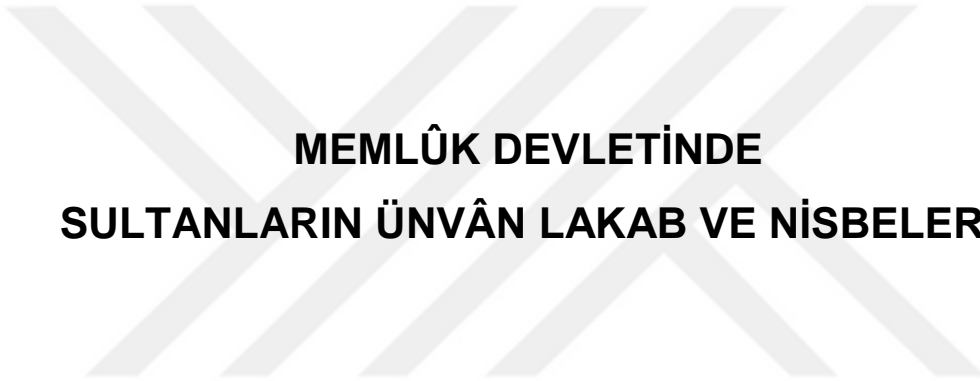 MEMLÛK DEVLETİNDE
SULTANLARIN ÜNVÂN LAKAB VE NİSBELER